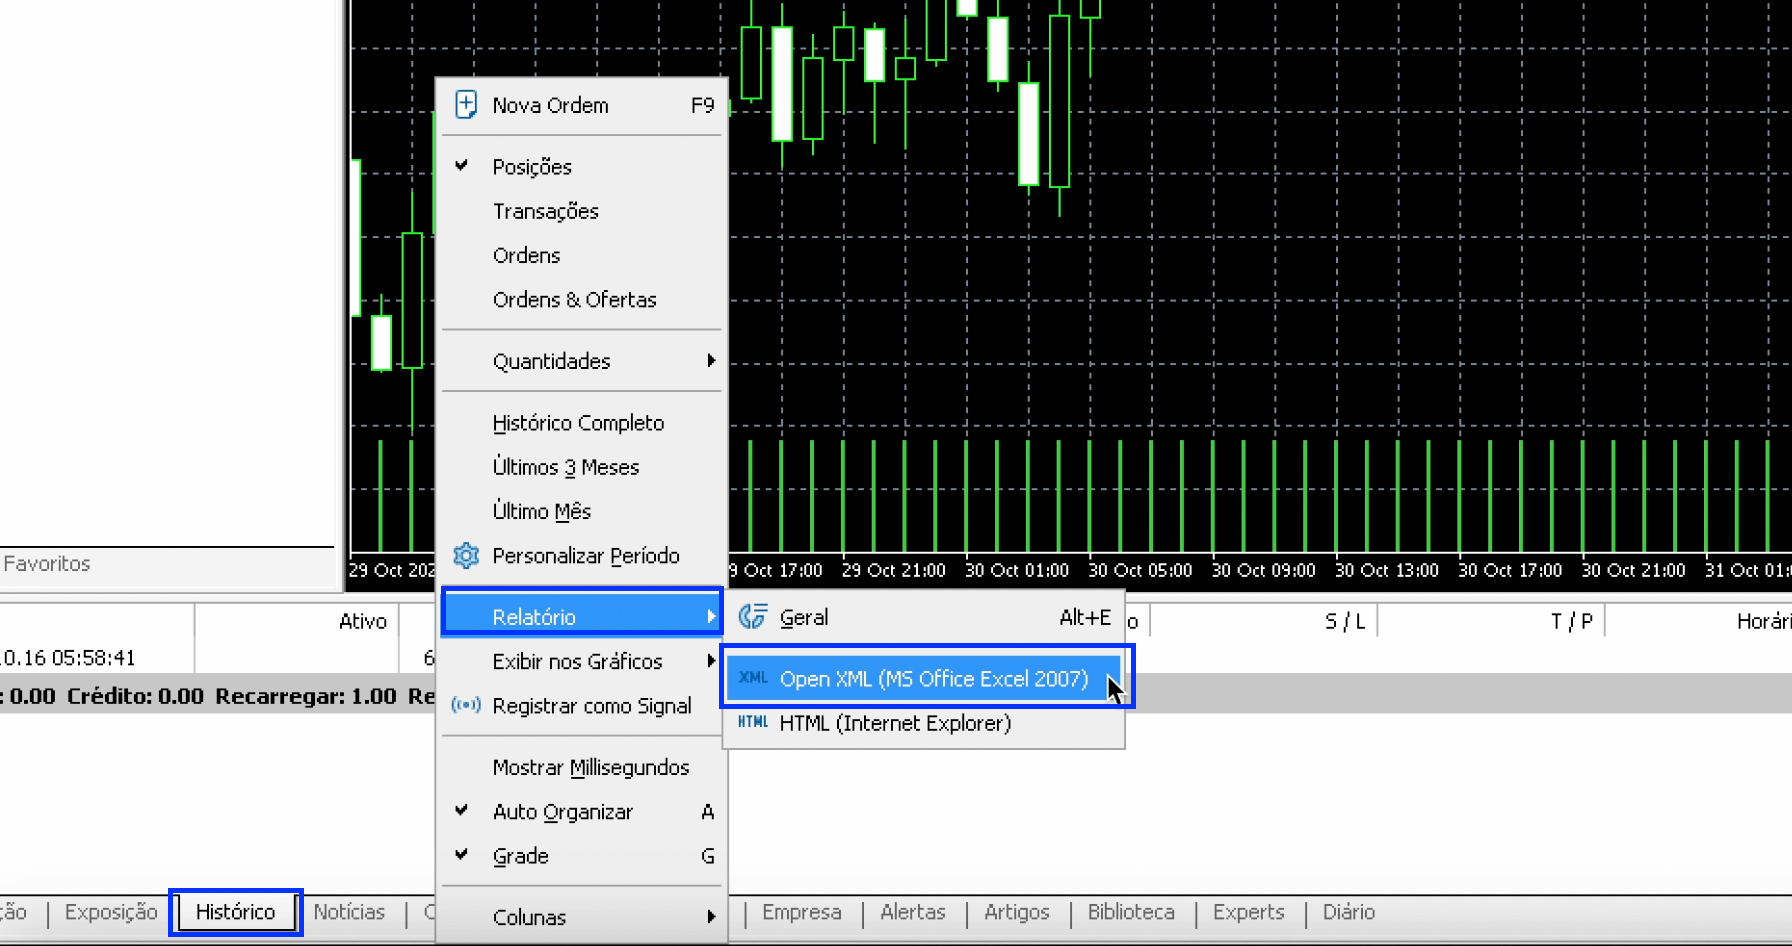 Nova Ordem F9
Posições
Transações
Ordens
Ordens & Ofertas
Quantidades
Histórico Completo
Últimos 3 Meses
Último Mês
Personalizar Período
Relatório
Exibir nos Gráficos
Registrar como Signal
Mostrar Millisegundos
Auto Organizar A
Grade G
Colunas
Geral Alt+E
XML Open XML (MS Office Excel 2007)
HTML HTML (Internet Explorer)
Favoritos
29 Oct 202 9 Oct 17:00 29 Oct 21:00 30 Oct 01:00 30 Oct 05:00 30 Oct 09:00 30 Oct 13:00 30 Oct 17:00 29 Oct 21:00 31 Oct 01:
Ativo o S / L T / P Horári
0.16 05:58:41 6
: 0.00 Crédito: 0.00 Recarregar: 1.00 Re
ção Exposição Histórico Notícias C Empresa Alertas Artigos Biblioteca Experts Diário